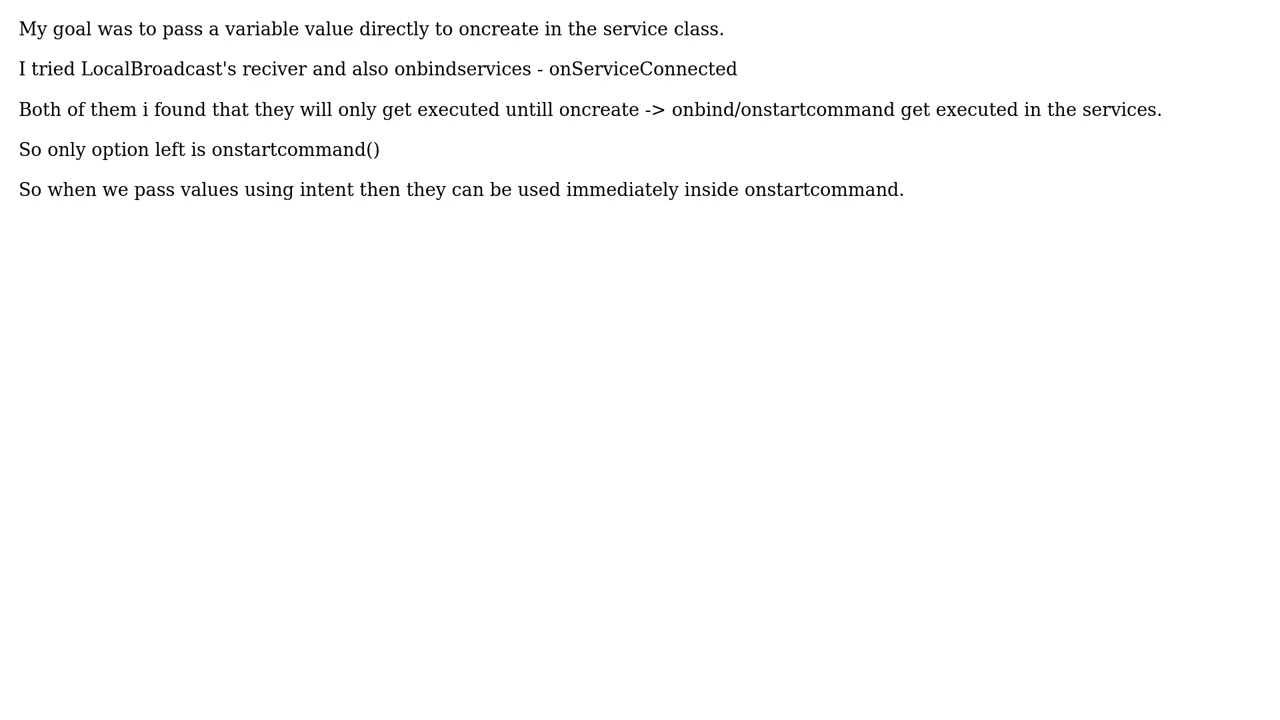 My goal was to pass a variable value directly to oncreate in the service class.
I tried LocalBroadcast's reciver and also onbindservices - onServiceConnected
Both of them i found that they will only get executed untill oncreate -> onbind/onstartcommand get executed in the services.
So only option left is onstartcommand()
So when we pass values using intent then they can be used immediately inside onstartcommand.